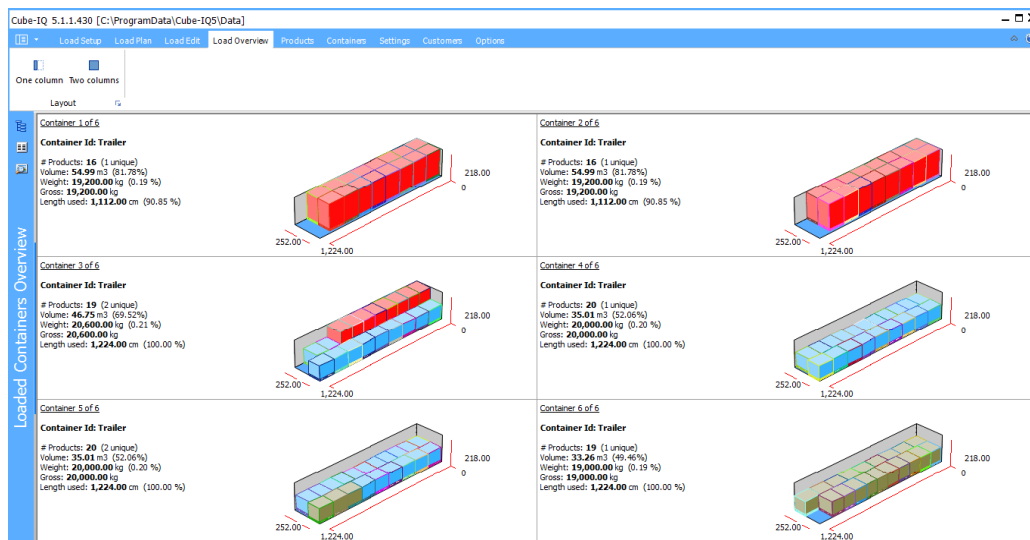 Cube-IQ 5.1.1.430 [C:\ProgramData\Cube-IQ5\Data]
Load Setup Load Plan Load Edit Load Overview Products Containers Settings Customers Options
One column Two columns
Layout
Loaded Containers Overview
Container 1 of 6
Container Id: Trailer
# Products: 16 (1 unique)
Volume: 54.99 m3 (81.78%)
Weight: 19,200.00 kg (0.19 %)
Gross: 19,200.00 kg
Length used: 1,112.00 cm (90.85 %)
218.00
0
252.00
1,224.00
Container 2 of 6
Container Id: Trailer
# Products: 16 (1 unique)
Volume: 54.99 m3 (81.78%)
Weight: 19,200.00 kg (0.19 %)
Gross: 19,200.00 kg
Length used: 1,112.00 cm (90.85 %)
218.00
0
252.00
1,224.00
Container 3 of 6
Container Id: Trailer
# Products: 19 (2 unique)
Volume: 46.75 m3 (69.52%)
Weight: 20,600.00 kg (0.21 %)
Gross: 20,600.00 kg
Length used: 1,224.00 cm (100.00 %)
218.00
0
252.00
1,224.00
Container 4 of 6
Container Id: Trailer
# Products: 20 (1 unique)
Volume: 35.01 m3 (52.06%)
Weight: 20,000.00 kg (0.20 %)
Gross: 20,000.00 kg
Length used: 1,224.00 cm (100.00 %)
218.00
0
252.00
1,224.00
Container 5 of 6
Container Id: Trailer
# Products: 20 (2 unique)
Volume: 35.01 m3 (52.06%)
Weight: 20,000.00 kg (0.20 %)
Gross: 20,000.00 kg
Length used: 1,224.00 cm (100.00 %)
218.00
0
252.00
1,224.00
Container 6 of 6
Container Id: Trailer
# Products: 19 (1 unique)
Volume: 33.26 m3 (49.46%)
Weight: 19,000.00 kg (0.19 %)
Gross: 19,000.00 kg
Length used: 1,224.00 cm (100.00 %)
218.00
0
252.00
1,224.00